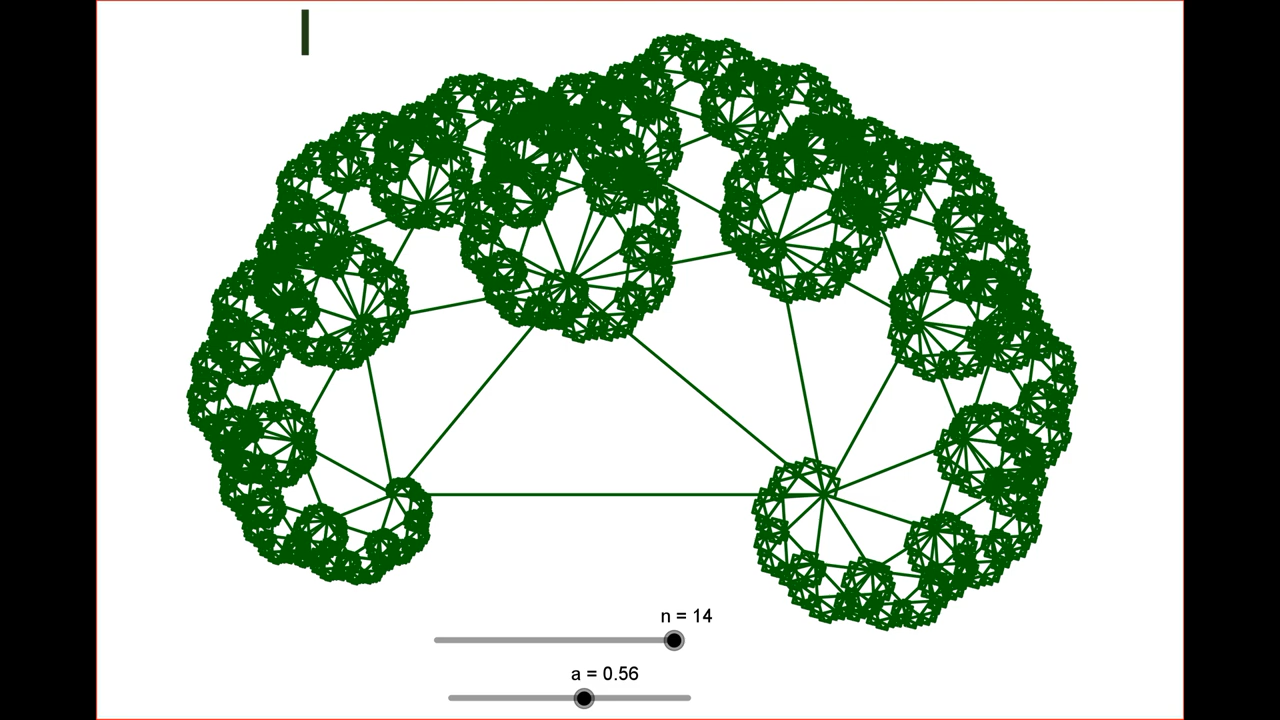 n = 14
a = 0.56